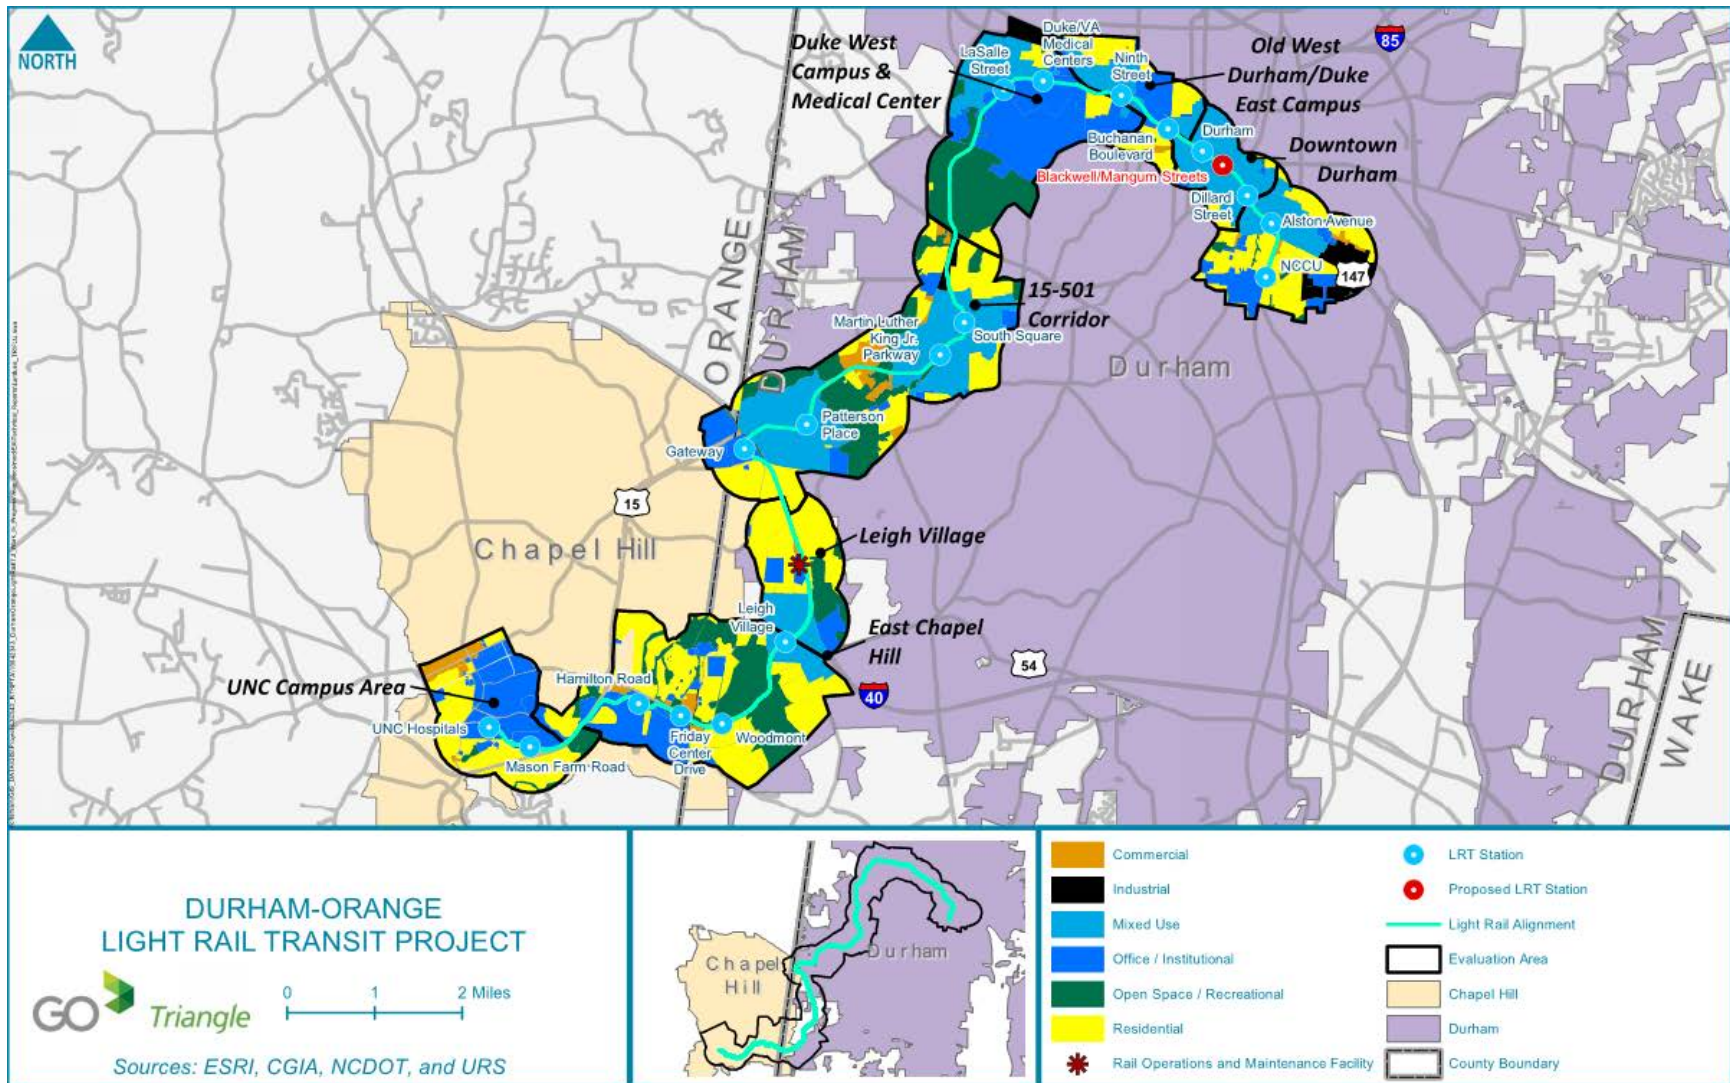 NORTH
Duke West
Campus &
Medical Center
LaSalle
Street
Duke/VA
Medical
Centers
Ninth
Street
Old West
Durham/Duke
East Campus
85
Buchanan
Boulevard
Durham
Downtown
Durham
Blackwell/Mangum Streets
Dillard
Street
Alston Avenue
NCCU
147
ORANGE
DURHAM
15-501
Corridor
Martin Luther
King Jr.
Parkway
South Square
Durham
Patterson
Place
Gateway
15
Chapel Hill
Leigh Village
Leigh
Village
East Chapel
Hill
54
40
DURHAM
WAKE
UNC Campus Area
Hamilton Road
UNC Hospitals
Mason Farm Road
Friday
Center
Drive
Woodmont
DURHAM-ORANGE
LIGHT RAIL TRANSIT PROJECT
GO Triangle
0 1 2 Miles
Sources: ESRI, CGIA, NCDOT, and URS
Chapel
Hill
Durham
Commercial
Industrial
Mixed Use
Office / Institutional
Open Space / Recreational
Residential
Rail Operations and Maintenance Facility
LRT Station
Proposed LRT Station
Light Rail Alignment
Evaluation Area
Chapel Hill
Durham
County Boundary